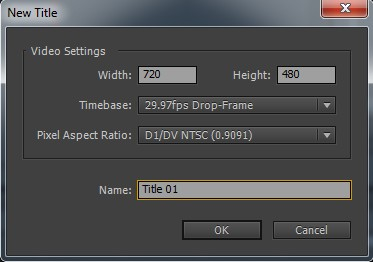 New Title
Video Settings
Width: 720 Height: 480
Timebase: 29.97fps Drop-Frame
Pixel Aspect Ratio: D1/DV NTSC (0.9091)
Name: Title 01
OK Cancel